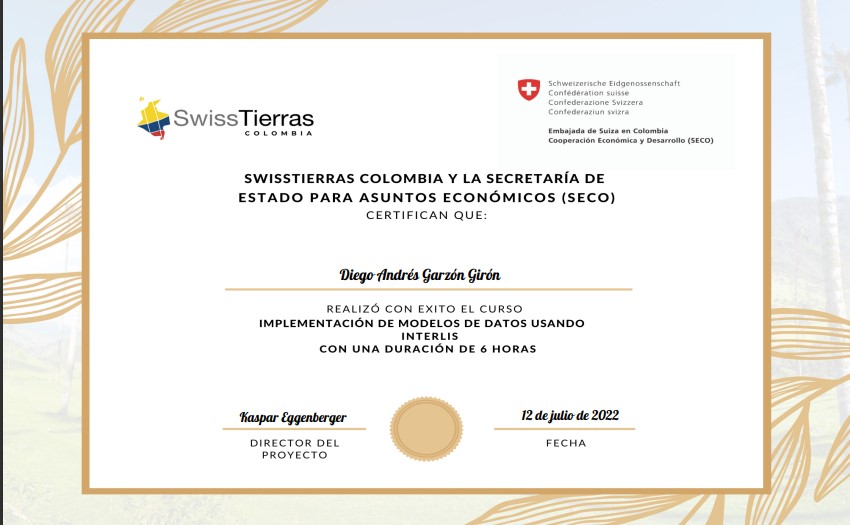 SwissTierras
COLOMBIA
Schweizerische Eidgenossenschaft
Confédération suisse
Confederazione Svizzera
Confederaziun svizra
Embajada de Suiza en Colombia
Cooperación Económica y Desarrollo (SECO)
SWISSTIERRAS COLOMBIA Y LA SECRETARÍA DE
ESTADO PARA ASUNTOS ECONÓMICOS (SECO)
CERTIFICAN QUE:
Diego Andrés Garzón Girón
REALIZÓ CON EXITO EL CURSO
IMPLEMENTACIÓN DE MODELOS DE DATOS USANDO
INTERLIS
CON UNA DURACIÓN DE 6 HORAS
Kaspar Eggenberger
DIRECTOR DEL
PROYECTO
12 de julio de 2022
FECHA